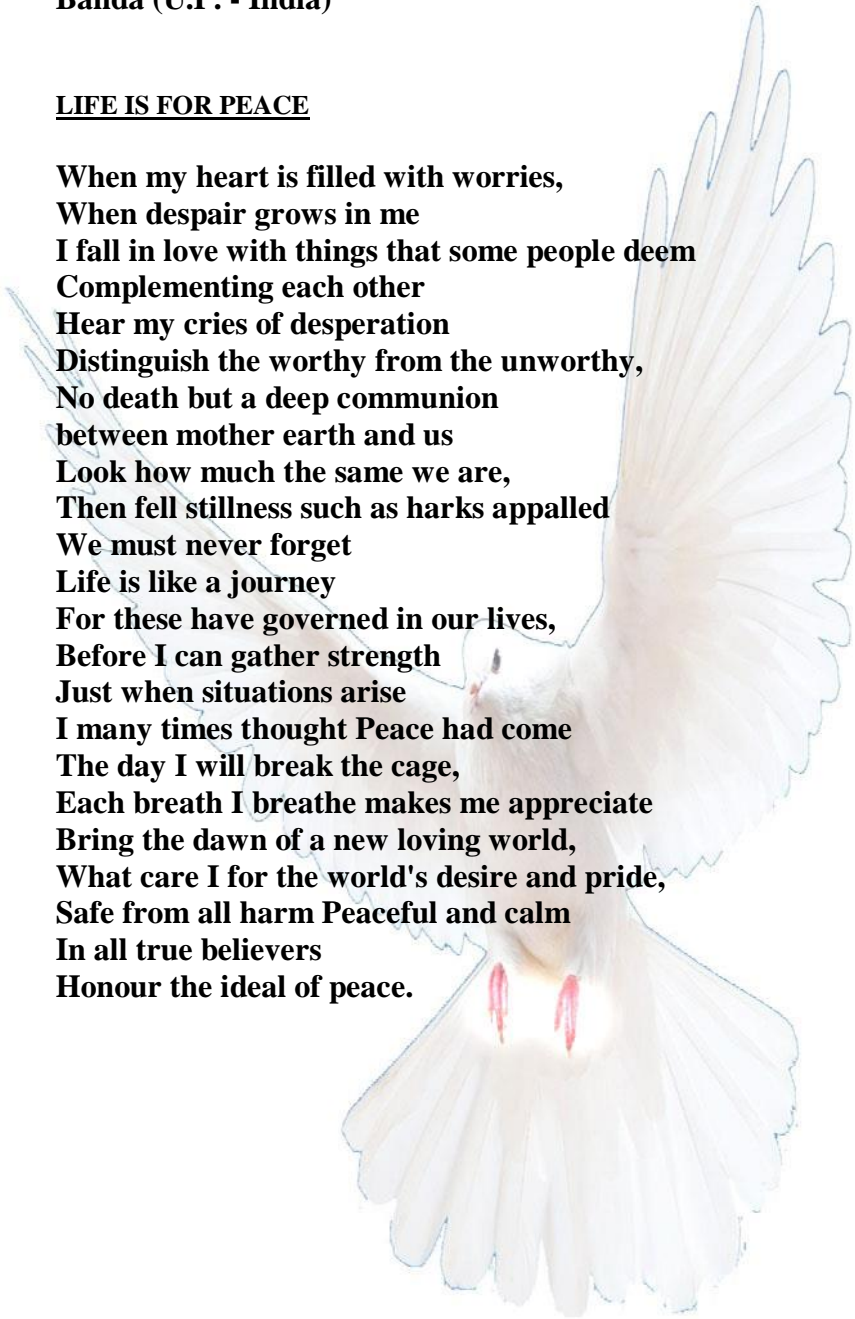 Banda (U.P. - India)
LIFE IS FOR PEACE
When my heart is filled with worries,
When despair grows in me
I fall in love with things that some people deem
Complementing each other
Hear my cries of desperation
Distinguish the worthy from the unworthy,
No death but a deep communion
between mother earth and us
Look how much the same we are,
Then fell stillness such as harks appalled
We must never forget
Life is like a journey
For these have governed in our lives,
Before I can gather strength
Just when situations arise
I many times thought Peace had come
The day I will break the cage,
Each breath I breathe makes me appreciate
Bring the dawn of a new loving world,
What care I for the world's desire and pride,
Safe from all harm Peaceful and calm
In all true believers
Honour the ideal of peace.